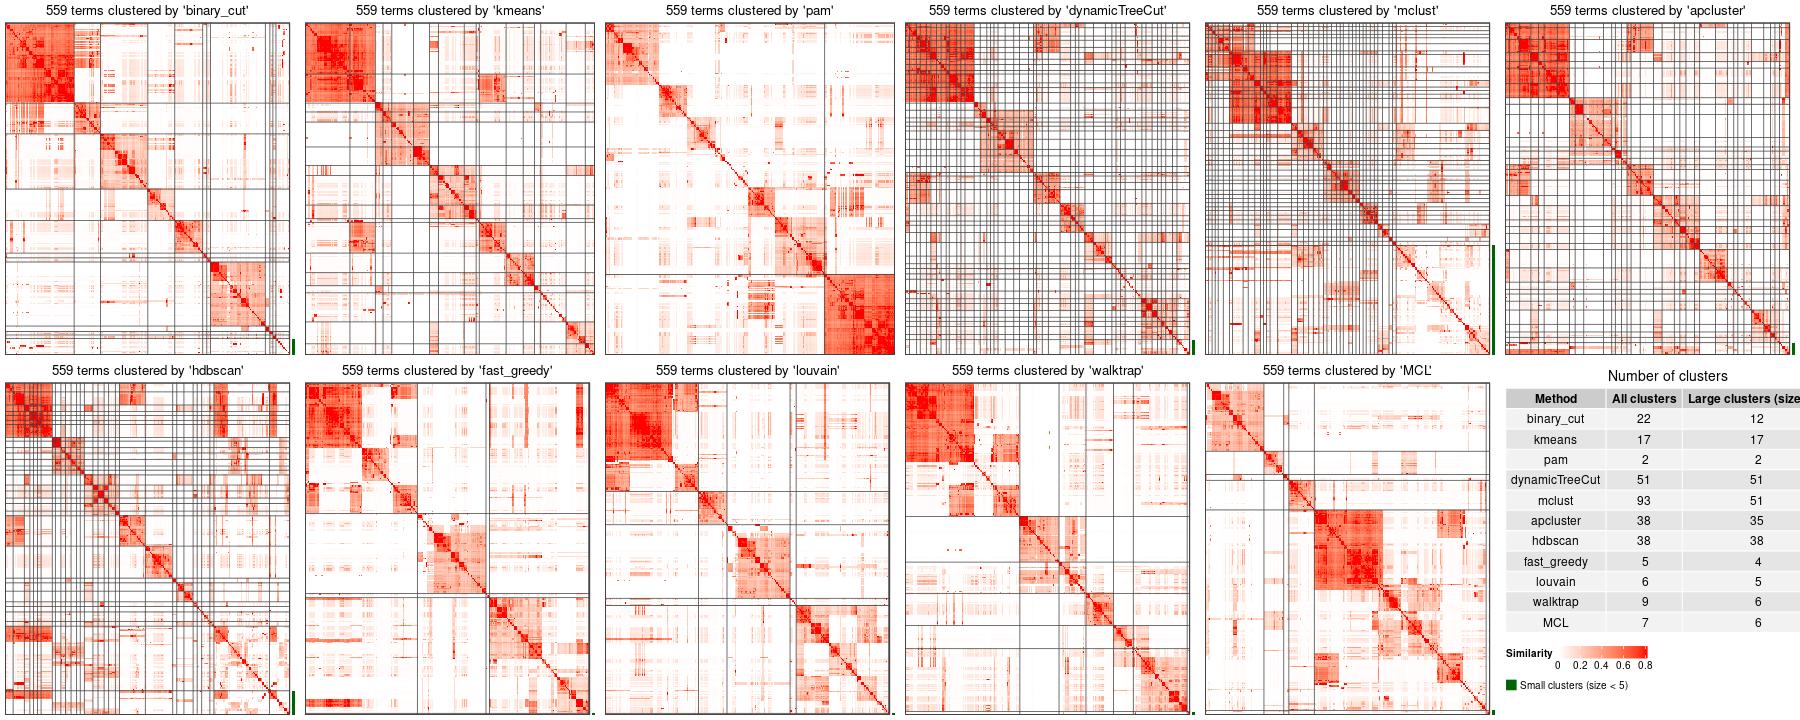 559 terms clustered by 'binary_cut'
559 terms clustered by 'kmeans'
559 terms clustered by 'pam'
559 terms clustered by 'dynamicTreeCut'
559 terms clustered by 'mclust'
559 terms clustered by 'apcluster'
559 terms clustered by 'hdbscan'
559 terms clustered by 'fast_greedy'
559 terms clustered by 'louvain'
559 terms clustered by 'walktrap'
559 terms clustered by 'MCL'
Number of clusters
Method All clusters Large clusters (size
binary_cut 22 12
kmeans 17 17
pam 2 2
dynamicTreeCut 51 51
mclust 93 51
apcluster 38 35
hdbscan 38 38
fast_greedy 5 4
louvain 6 5
walktrap 9 6
MCL 7 6
Similarity
0 0.2 0.4 0.6 0.8
Small clusters (size < 5)